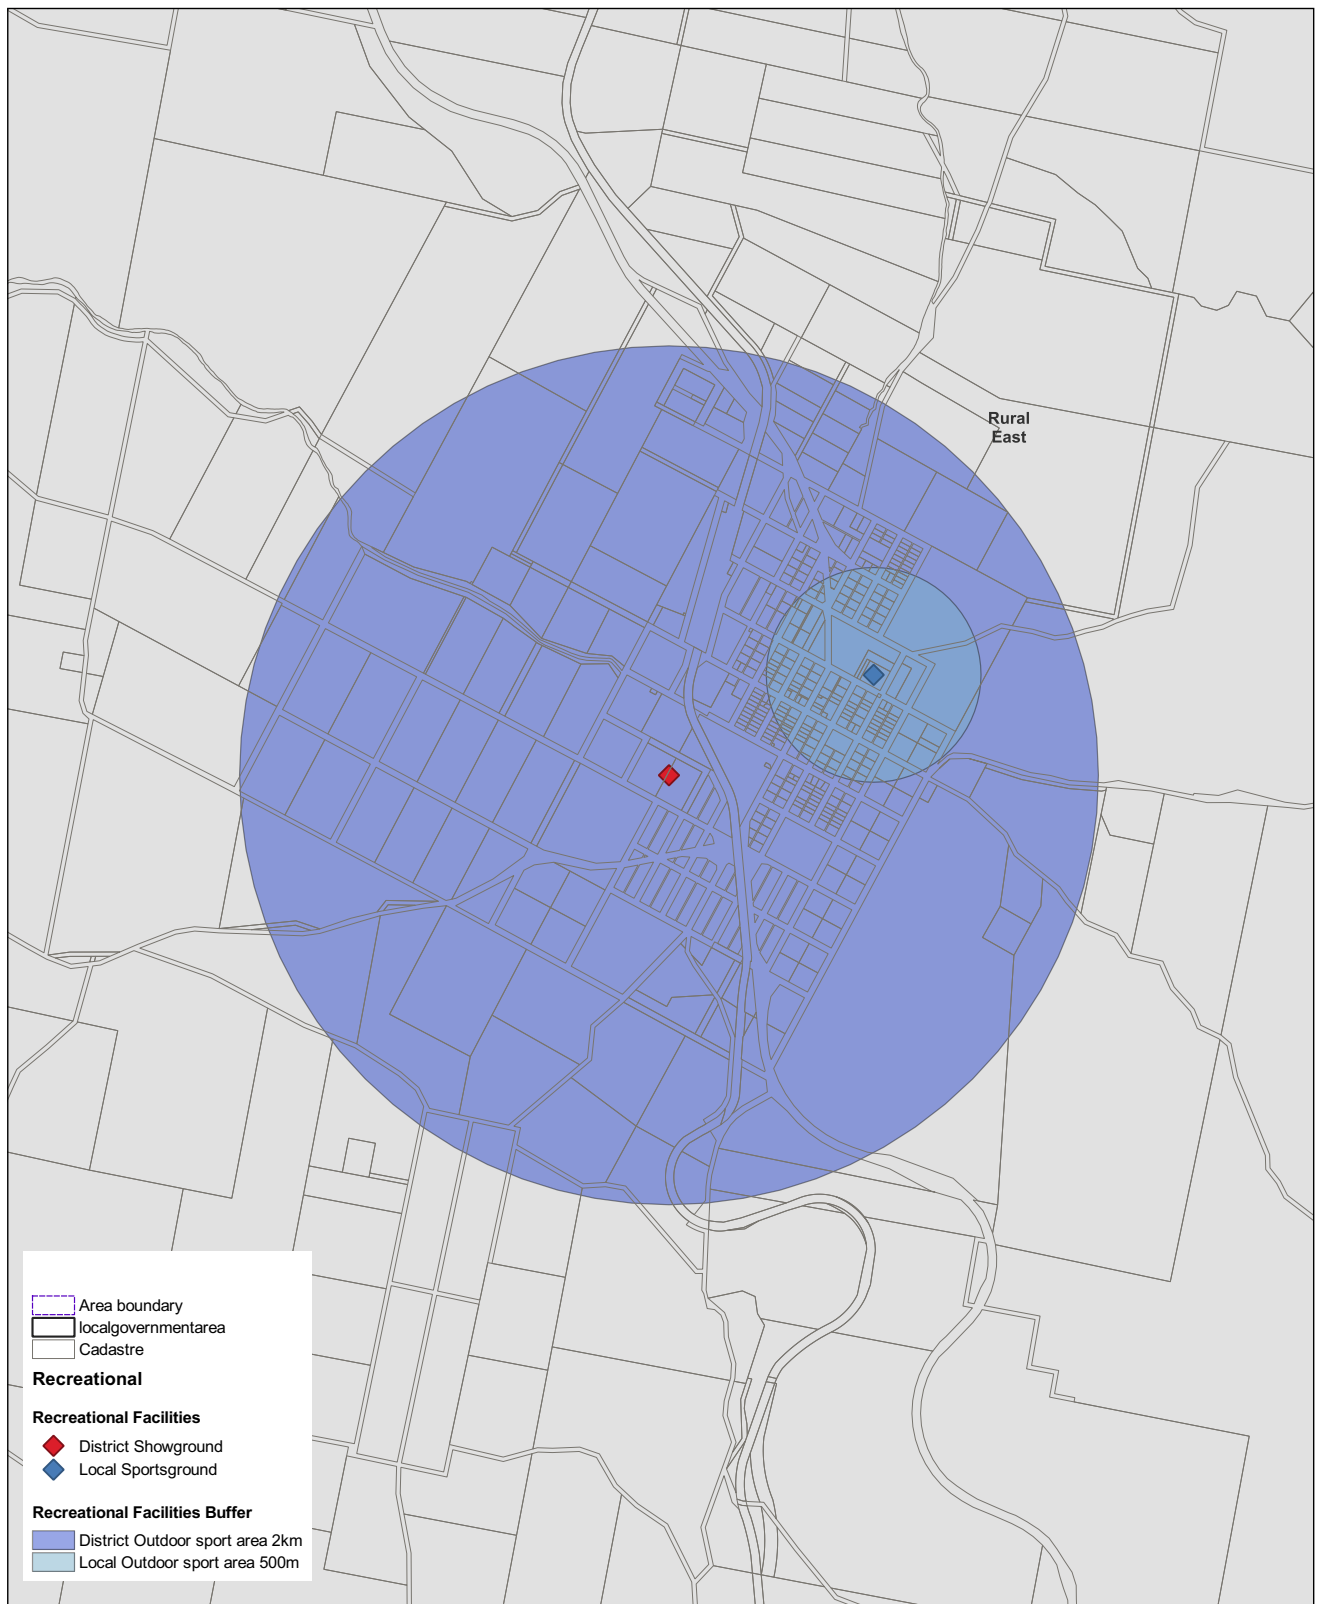 Rural
East
Area boundary
localgovernmentarea
Cadastre
Recreational
Recreational Facilities
District Showground
Local Sportsground
Recreational Facilities Buffer
District Outdoor sport area 2km
Local Outdoor sport area 500m